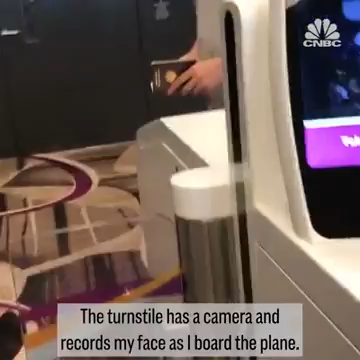 CNBC
The turnstile has a camera and
records my face as I board the plane.